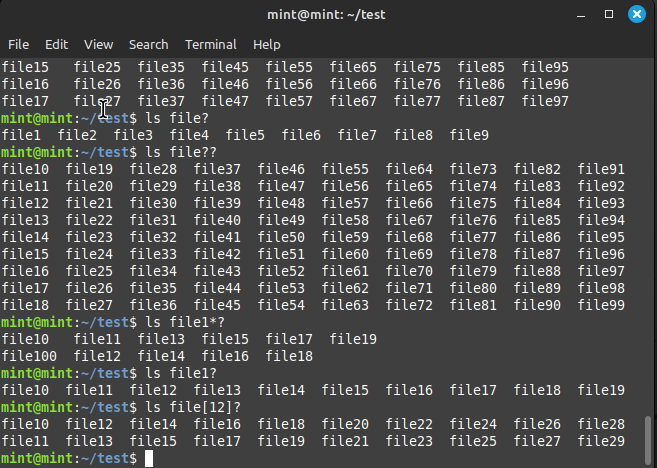 mint@mint: ~/test
File Edit View Search Terminal Help
file15 file25 file35 file45 file55 file65 file75 file85 file95
file16 file26 file36 file46 file56 file66 file76 file86 file96
file17 file27 file37 file47 file57 file67 file77 file87 file97
mint@mint:~/test$ ls file?
file1 file2 file3 file4 file5 file6 file7 file8 file9
mint@mint:~/test$ ls file??
file10 file19 file28 file37 file46 file55 file64 file73 file82 file91
file11 file20 file29 file38 file47 file56 file65 file74 file83 file92
file12 file21 file30 file39 file48 file57 file66 file75 file84 file93
file13 file22 file31 file40 file49 file58 file67 file76 file85 file94
file14 file23 file32 file41 file50 file59 file68 file77 file86 file95
file15 file24 file33 file42 file51 file60 file69 file78 file87 file96
file16 file25 file34 file43 file52 file61 file70 file79 file88 file97
file17 file26 file35 file44 file53 file62 file71 file80 file89 file98
file18 file27 file36 file45 file54 file63 file72 file81 file90 file99
mint@mint:~/test$ ls file1*?
file10 file11 file13 file15 file17 file19
file100 file12 file14 file16 file18
mint@mint:~/test$ ls file1?
file10 file11 file12 file13 file14 file15 file16 file17 file18 file19
mint@mint:~/test$ ls file[12]?
file10 file12 file14 file16 file18 file20 file22 file24 file26 file28
file11 file13 file15 file17 file19 file21 file23 file25 file27 file29
mint@mint:~/test$